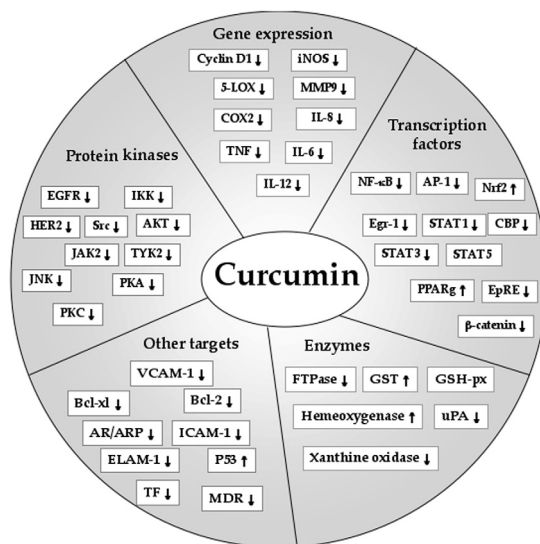 Gene expression
Cyclin D1↓ iNOS↓
5-LOX↓ MMP9↓
COX2↓ IL-8↓
TNF↓ IL-6↓
IL-12↓
Transcription
factors
NF-κB↓ AP-1↓ Nrf2↑
Egr-1↓ STAT1↓ CBP↓
STAT3↓ STAT5
PPARg↑ EpRE↓
β-catenin↓
Protein kinases
EGFR↓ IKK↓
HER2↓ Src↓ AKT↓
JAK2↓ TYK2↓
JNK↓ PKA↓
PKC↓
Curcumin
Other targets
VCAM-1↓
Bcl-xl↓ Bcl-2↓
AR/ARP↓ ICAM-1↓
ELAM-1↓ P53↑
TF↓ MDR↓
Enzymes
FTPase↓ GST↑ GSH-px
Hemeoxygenase↑ uPA↓
Xanthine oxidase↓